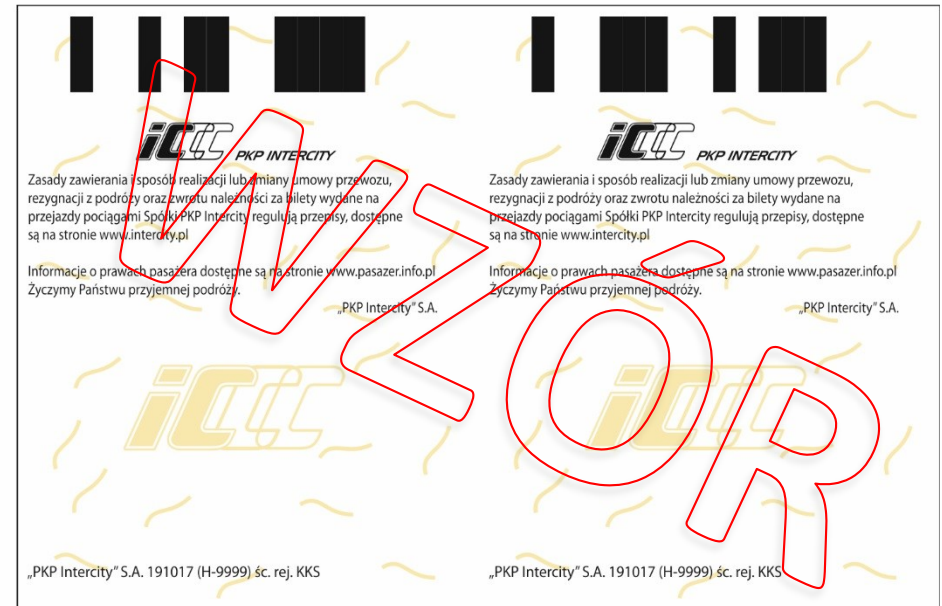 iCCC PKP INTERCITY
Zasady zawierania i sposób realizacji lub zmiany umowy przewozu,
rezygnacji z podróży oraz zwrotu należności za bilety wydane na
przejazdy pociągami Spółki PKP Intercity regulują przepisy, dostępne
są na stronie www.intercity.pl
Informacje o prawach pasażera dostępne są na stronie www.pasazer.info.pl
Życzymy Państwu przyjemnej podróży.
„PKP Intercity” S.A.
iCCC
„PKP Intercity” S.A. 191017 (H-9999) śc. rej. KKS
iCCC PKP INTERCITY
Zasady zawierania i sposób realizacji lub zmiany umowy przewozu,
rezygnacji z podróży oraz zwrotu należności za bilety wydane na
przejazdy pociągami Spółki PKP Intercity regulują przepisy, dostępne
są na stronie www.intercity.pl
Informacje o prawach pasażera dostępne są na stronie www.pasazer.info.pl
Życzymy Państwu przyjemnej podróży.
„PKP Intercity” S.A.
iCCC
„PKP Intercity” S.A. 191017 (H-9999) śc. rej. KKS
WZÓR